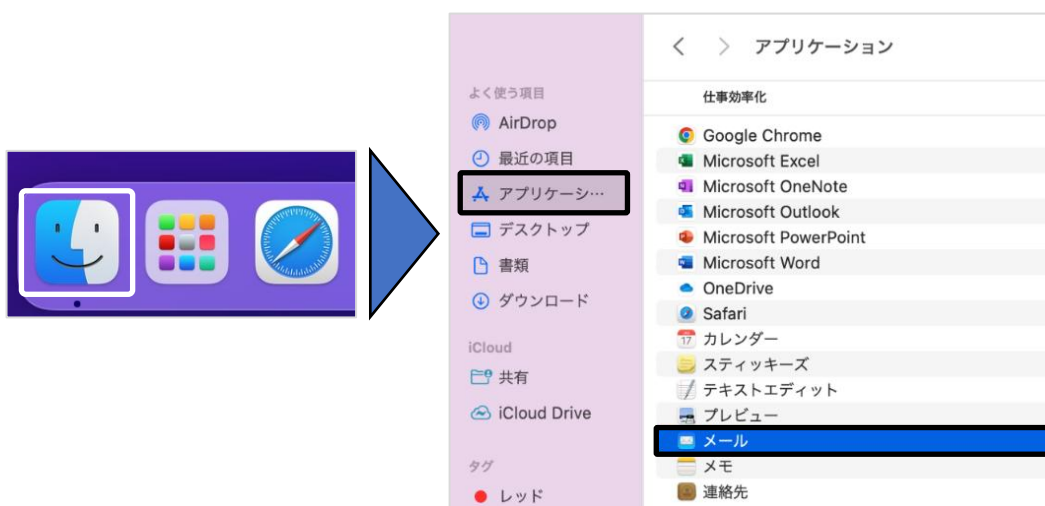 よく使う項目
AirDrop
最近の項目
アプリケーシ…
デスクトップ
書類
ダウンロード
iCloud
共有
iCloud Drive
タグ
レッド
アプリケーション
仕事効率化
Google Chrome
Microsoft Excel
Microsoft OneNote
Microsoft Outlook
Microsoft PowerPoint
Microsoft Word
OneDrive
Safari
17
カレンダー
スティッキーズ
テキストエディット
プレビュー
メール
メモ
連絡先